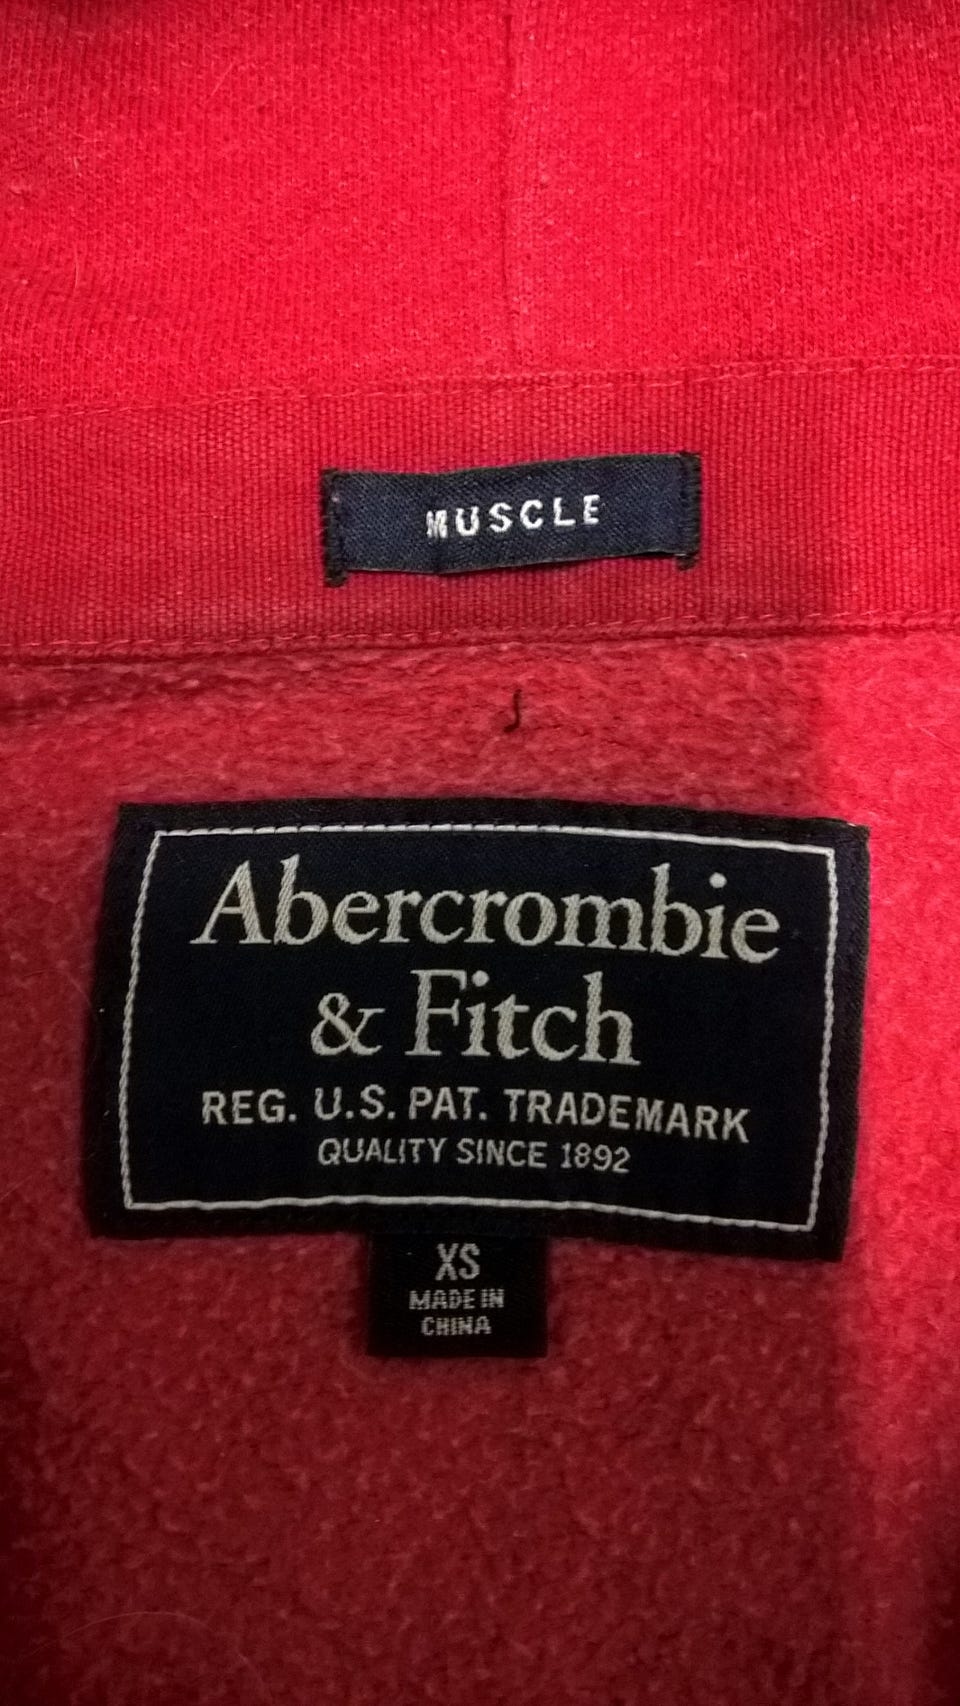 MUSCLE
Abercrombie
& Fitch
REG. U.S. PAT. TRADEMARK
QUALITY SINCE 1892
XS
MADE IN
CHINA